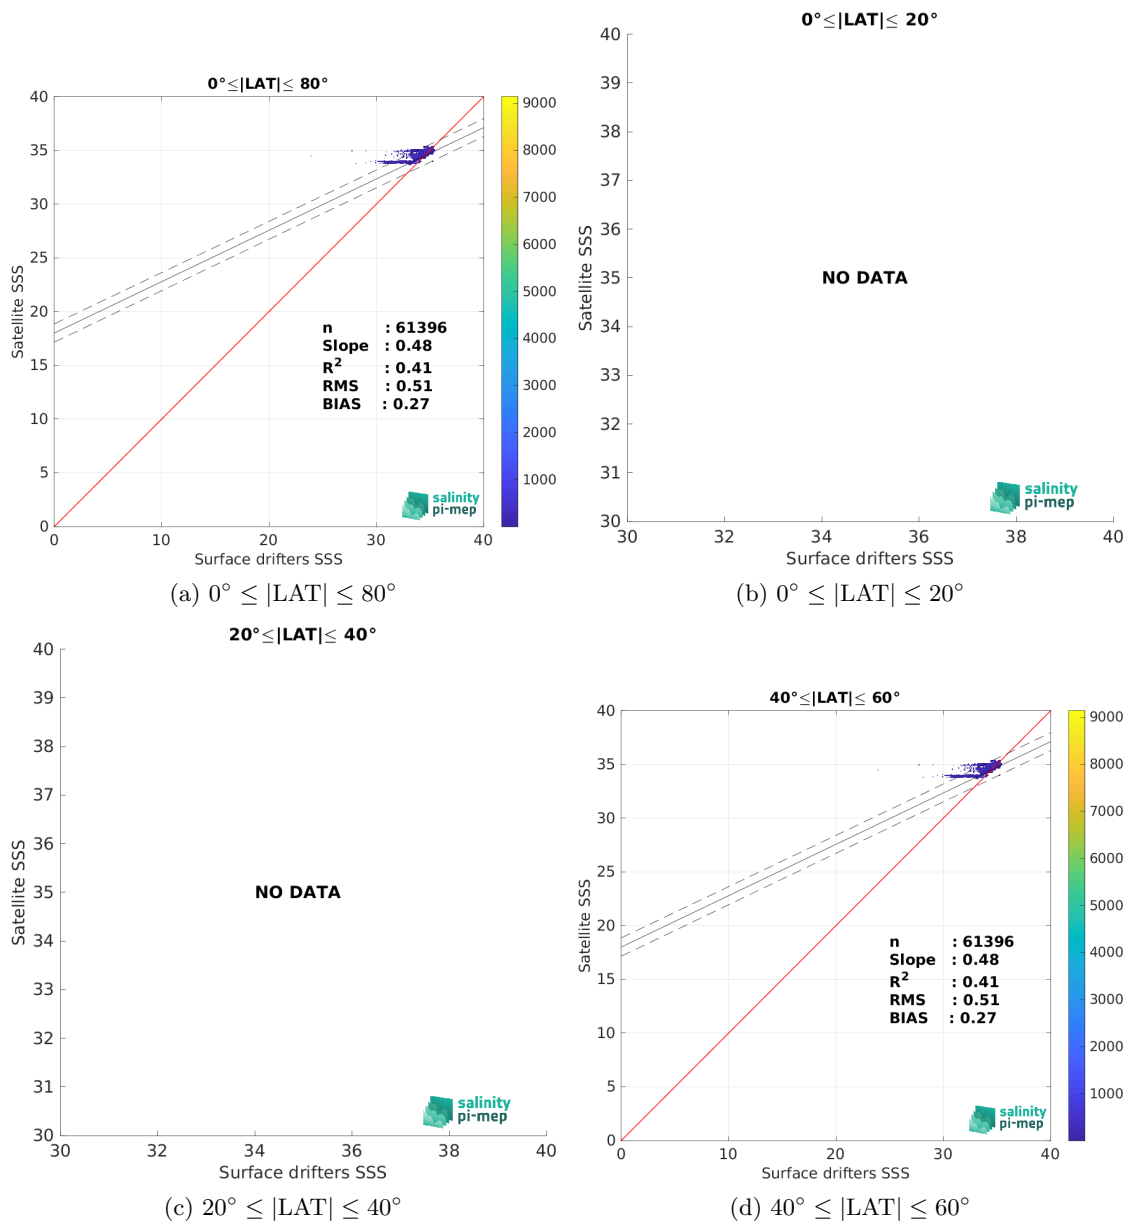 0°≤|LAT|≤ 80°
40
35
30
25
20
15
10
5
0
Satellite SSS
n : 61396
Slope : 0.48
R² : 0.41
RMS : 0.51
BIAS : 0.27
salinity
pi-mep
0 10 20 30 40
Surface drifters SSS
9000
8000
7000
6000
5000
4000
3000
2000
1000
(a) 0° ≤ |LAT| ≤ 80°
0°≤|LAT|≤ 20°
40
39
38
37
36
35
34
33
32
31
30
Satellite SSS
NO DATA
salinity
pi-mep
30 32 34 36 38 40
Surface drifters SSS
(b) 0° ≤ |LAT| ≤ 20°
20°≤|LAT|≤ 40°
40
39
38
37
36
35
34
33
32
31
30
Satellite SSS
NO DATA
salinity
pi-mep
30 32 34 36 38 40
Surface drifters SSS
(c) 20° ≤ |LAT| ≤ 40°
40°≤|LAT|≤ 60°
40
35
30
25
20
15
10
5
0
Satellite SSS
n : 61396
Slope : 0.48
R² : 0.41
RMS : 0.51
BIAS : 0.27
salinity
pi-mep
0 10 20 30 40
Surface drifters SSS
9000
8000
7000
6000
5000
4000
3000
2000
1000
(d) 40° ≤ |LAT| ≤ 60°